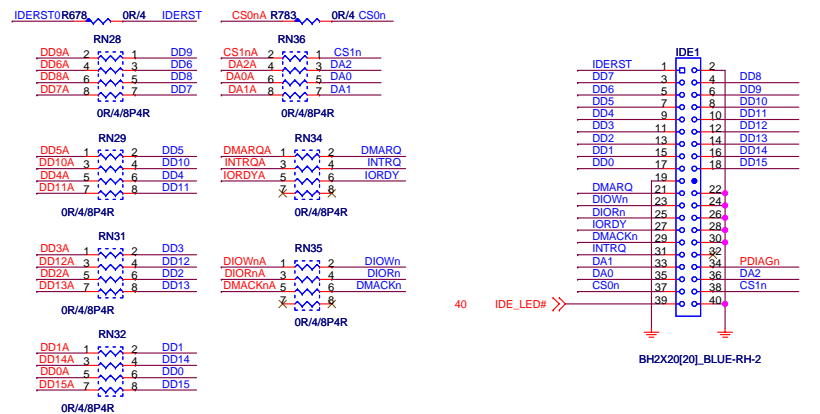 IDERST0 R678 0R/4 IDERST
CS0nA R783 0R/4 CS0n
RN28
DD9A 2 1 DD9
DD6A 4 3 DD6
DD8A 6 5 DD8
DD7A 8 7 DD7
0R/4/8P4R
RN36
CS1nA 2 1 CS1n
DA2A 4 3 DA2
DA0A 6 5 DA0
DA1A 8 7 DA1
0R/4/8P4R
RN29
DD5A 1 2 DD5
DD10A 3 4 DD10
DD4A 5 6 DD4
DD11A 7 8 DD11
0R/4/8P4R
RN34
DMARQA 1 2 DMARQ
INTRQA 3 4 INTRQ
IORDYA 5 6 IORDY
7 8
0R/4/8P4R
RN31
DD3A 1 2 DD3
DD12A 3 4 DD12
DD2A 5 6 DD2
DD13A 7 8 DD13
0R/4/8P4R
RN35
DIOWnA 1 2 DIOWn
DIORnA 3 4 DIORn
DMACKnA 5 6 DMACKn
7 8
0R/4/8P4R
RN32
DD1A 1 2 DD1
DD14A 3 4 DD14
DD0A 5 6 DD0
DD15A 7 8 DD15
0R/4/8P4R
IDE1
IDERST 1 2
DD7 3 4 DD8
DD6 5 6 DD9
DD5 7 8 DD10
DD4 9 10 DD11
DD3 11 12 DD12
DD2 13 14 DD13
DD1 15 16 DD14
DD0 17 18 DD15
19
DMARQ 21 22
DIOWn 23 24
DIORn 25 26
IORDY 27 28
DMACKn 29 30
INTRQ 31 32
DA1 33 34 PDIAGn
DA0 35 36 DA2
CS0n 37 38 CS1n
40 IDE_LED# 39 40
BH2X20[20]_BLUE-RH-2